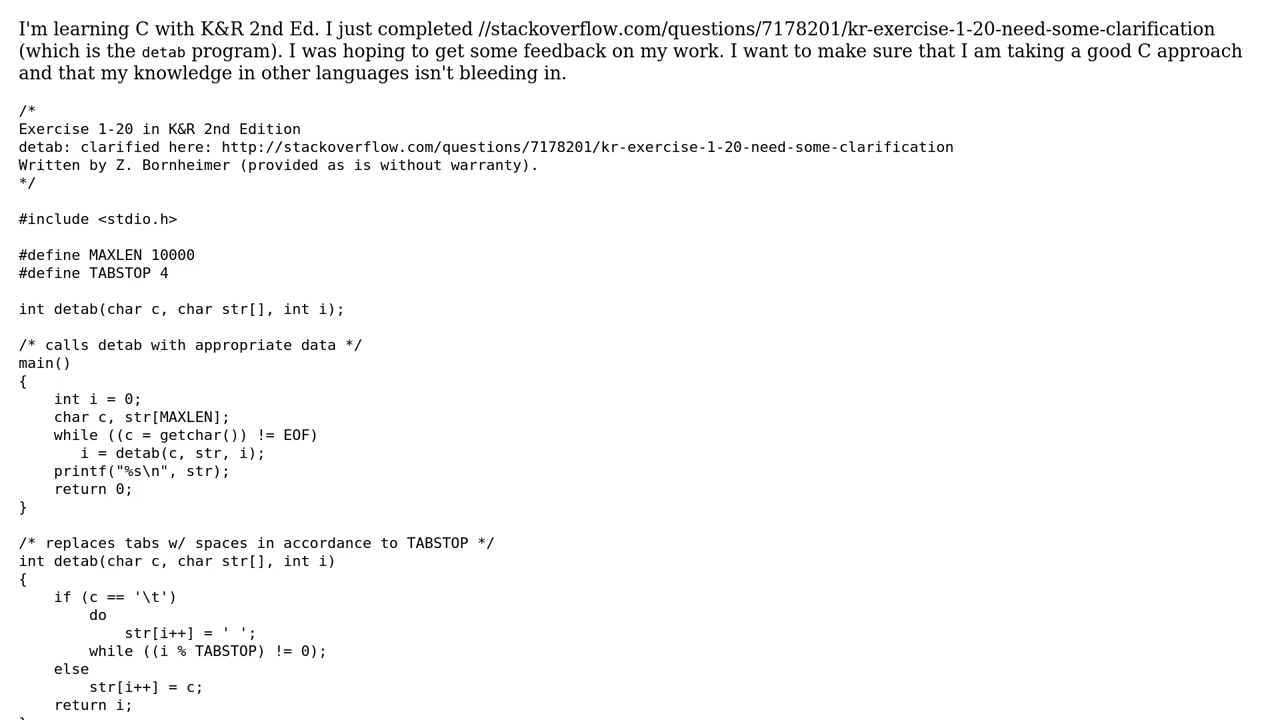 I'm learning C with K&R 2nd Ed. I just completed //stackoverflow.com/questions/7178201/kr-exercise-1-20-need-some-clarification
(which is the detab program). I was hoping to get some feedback on my work. I want to make sure that I am taking a good C approach
and that my knowledge in other languages isn't bleeding in.
/*
Exercise 1-20 in K&R 2nd Edition
detab: clarified here: http://stackoverflow.com/questions/7178201/kr-exercise-1-20-need-some-clarification
Written by Z. Bornheimer (provided as is without warranty).
*/
#include <stdio.h>
#define MAXLEN 10000
#define TABSTOP 4
int detab(char c, char str[], int i);
/* calls detab with appropriate data */
main()
{
    int i = 0;
    char c, str[MAXLEN];
    while ((c = getchar()) != EOF)
       i = detab(c, str, i);
    printf("%s\n", str);
    return 0;
}
/* replaces tabs w/ spaces in accordance to TABSTOP */
int detab(char c, char str[], int i)
{
    if (c == '\t')
        do
            str[i++] = ' ';
        while ((i % TABSTOP) != 0);
    else
        str[i++] = c;
    return i;
}